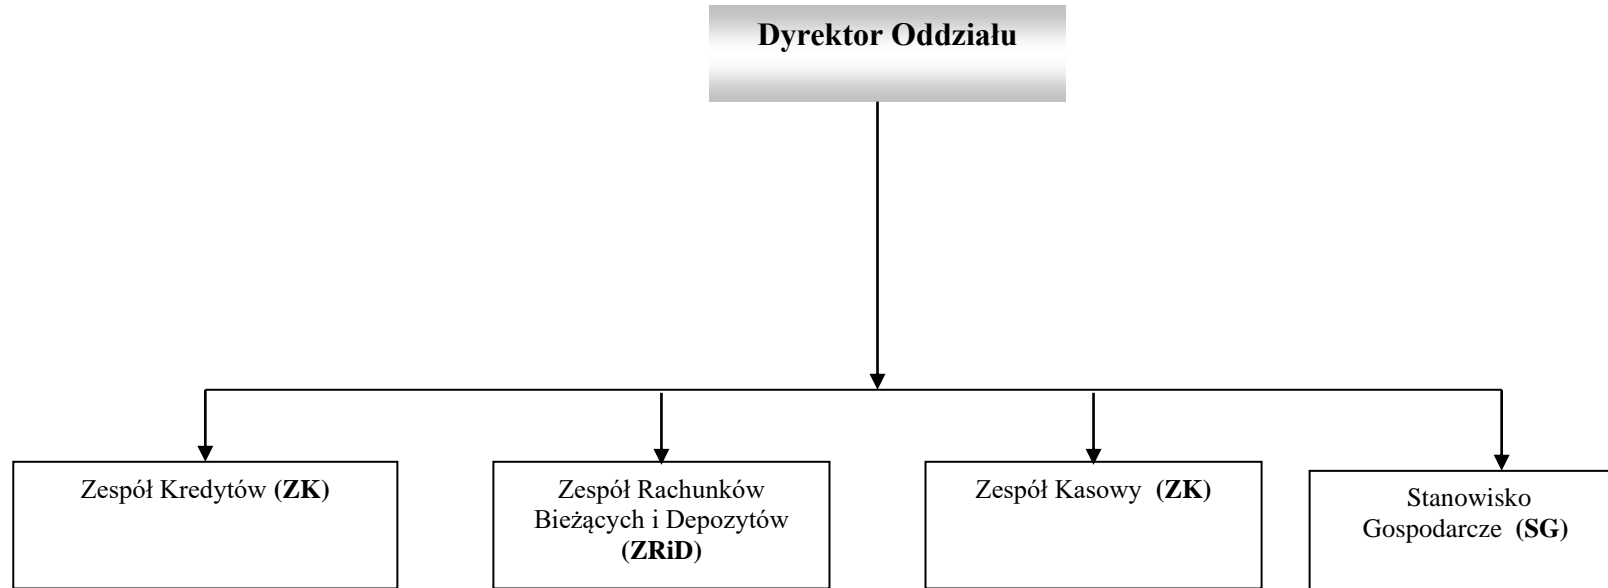 Dyrektor Oddziału
Zespół Kredytów (ZK)
Zespół Rachunków
Bieżących i Depozytów
(ZRiD)
Zespół Kasowy (ZK)
Stanowisko
Gospodarcze (SG)